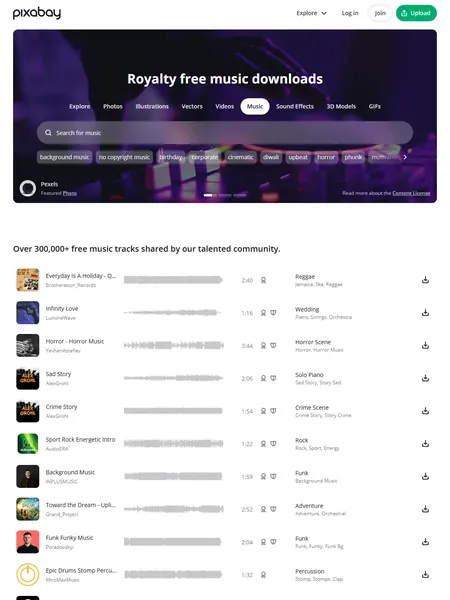 pixabay
Explore
Log in
Join
Upload
Royalty free music downloads
Explore Photos Illustrations Vectors Videos Music Sound Effects 3D Models GIFs
Search for music
background music no copyright music birthday corporate cinematic diwali upbeat horror phunk
Pexels
Featured Photo
Read more about the Content License
Over 300,000+ free music tracks shared by our talented community.
Everyday Is A Holiday - Q... 2:40 Reggae
Brotheration_Records Jamaica, Ska, Reggae
Infinity Love 1:16 Wedding
LumineWave Piano, Strings, Orchestra
Horror - Horror Music 3:44 Horror Scene
YevhenAstafiev Horror, Horror Music
Sad Story 2:06 Solo Piano
AlexGrohl Sad Story, Story Sad
Crime Story 1:54 Crime Scene
AlexGrohl Crime Story, Story Crime
Sport Rock Energetic Intro 1:22 Rock
AudioERA Rock, Sport, Energy
Background Music 1:59 Funk
INPLUSMUSIC Background Music
Toward the Dream - Upli... 2:52 Adventure
Grand_Project Adventure, Orchestral
Funk Funky Music 2:04 Funk
Poradovskyi Funk, Funky, Funk Bg
Epic Drums Stomp Percu... 1:32 Percussion
MiroMaxMusic Stomp, Stomps, Clap